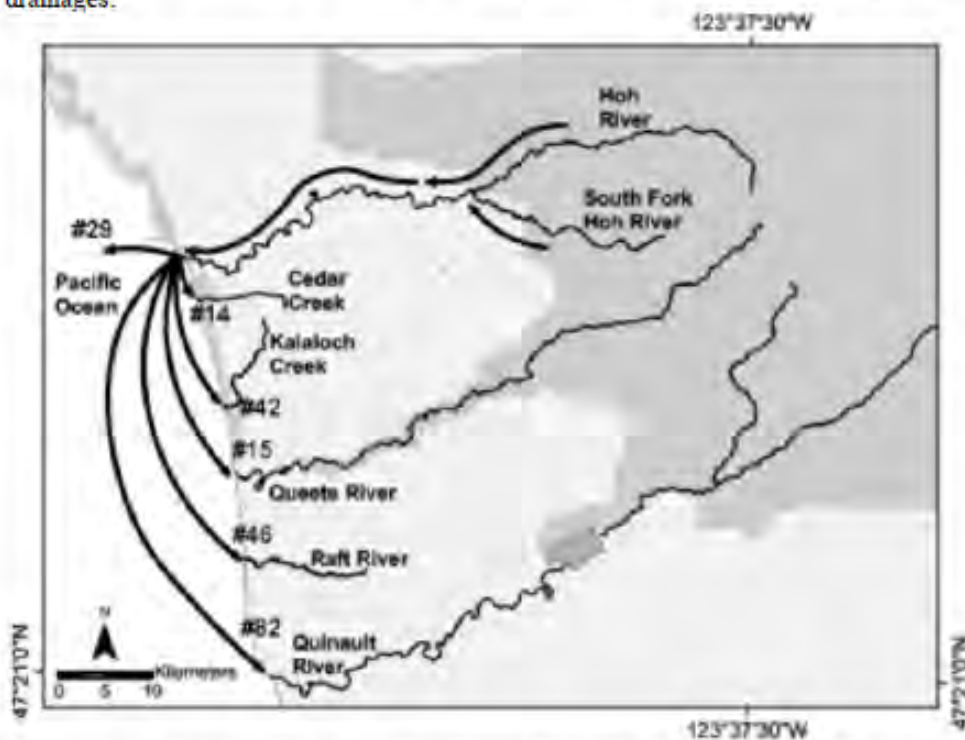 drainages.
123°37'30"W
Hoh
River
South Fork
Hoh River
#29
Pacific
Ocean
Cedar
Creek
#14
Kalaloch
Creek
#42
#15
Queets River
#46
Raft River
#82
Quinault
River
N
Kilometers
0 5 10
47°21'0"N
47°21'0"N
123°37'30"W